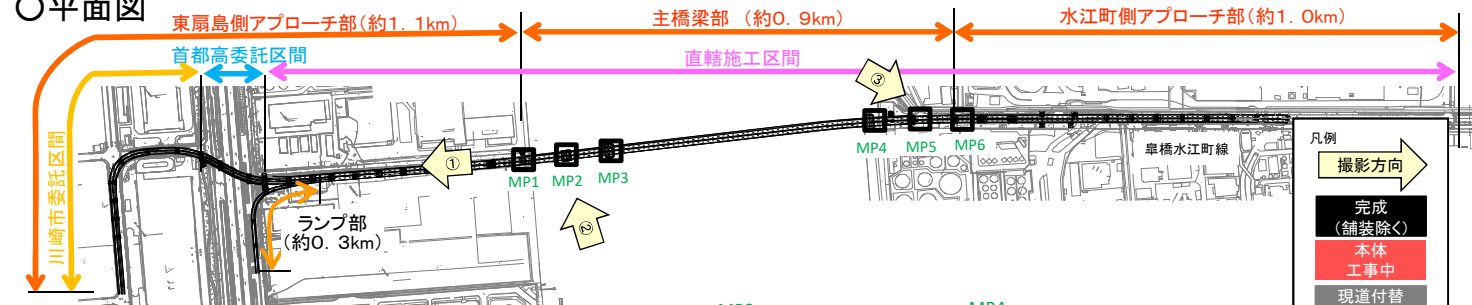 〇平面図
東扇島側アプローチ部(約1．1km)
主橋梁部 (約0．9km)
水江町側アプローチ部(約1．0km)
首都高委託区間
直轄施工区間
川崎市委託区間
③
①
②
MP1
MP2
MP3
MP4
MP5
MP6
皐橋水江町線
ランプ部
(約0．3km)
凡例
撮影方向
完成
(舗装除く)
本体
工事中
現道付替